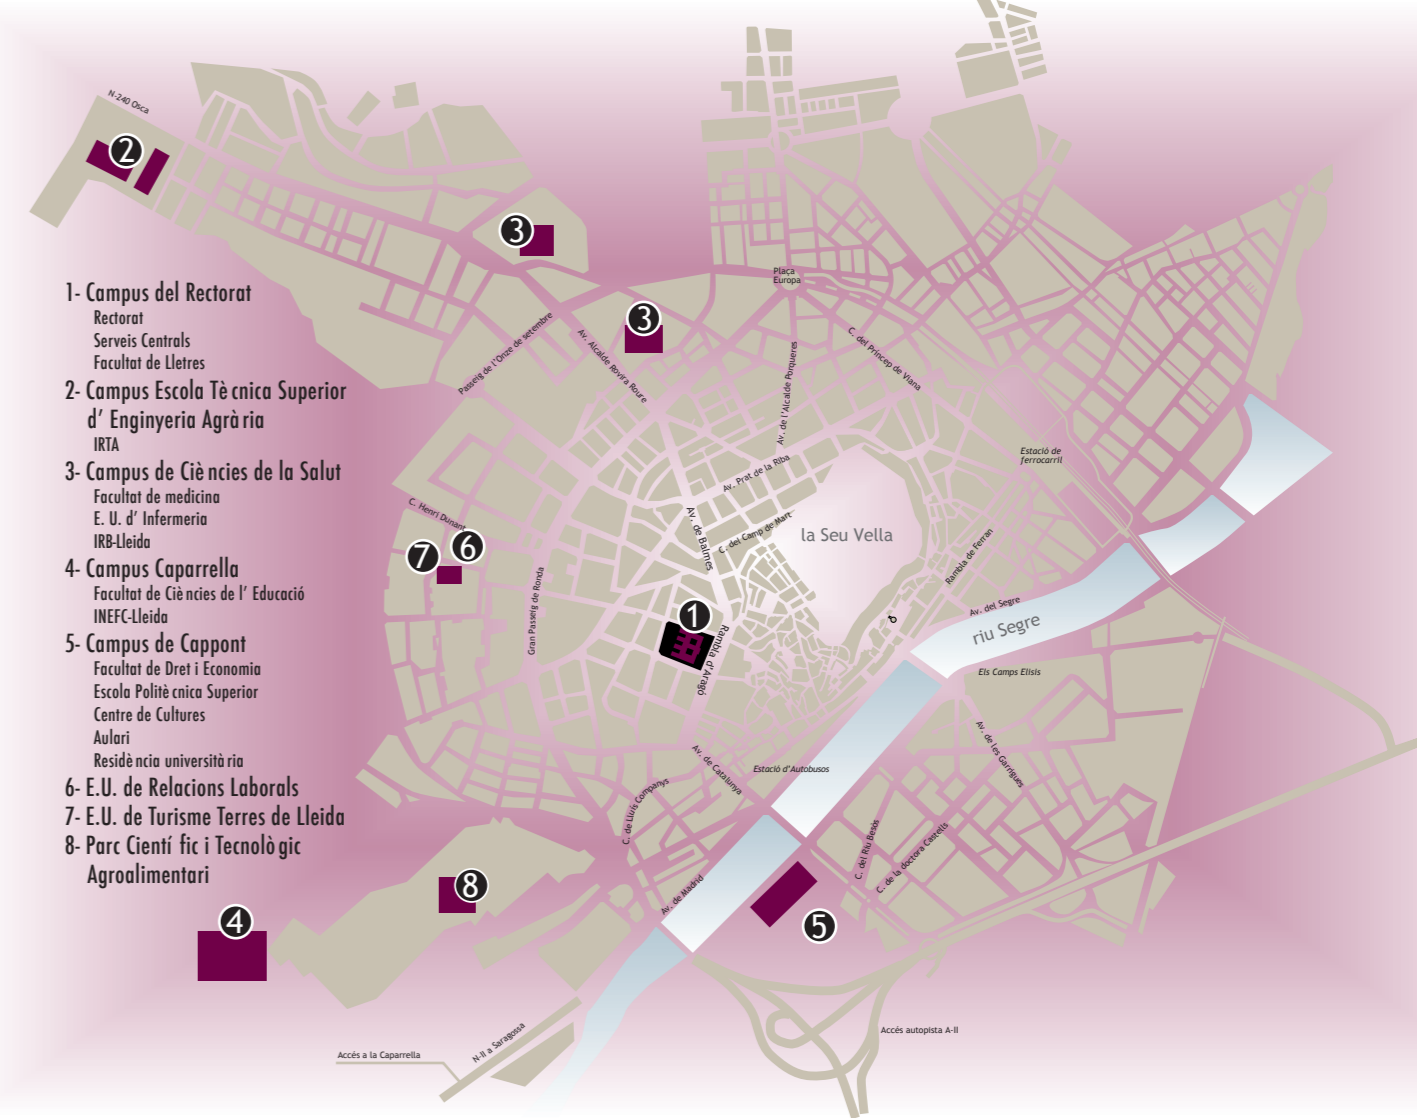 N-240 Osca
2
3
3
Plaça
Europa
1- Campus del Rectorat
Rectorat
Serveis Centrals
Facultat de Lletres
2- Campus Escola Tècnica Superior
d' Enginyeria Agrària
IRTA
3- Campus de Ciències de la Salut
Facultat de medicina
E. U. d' Infermeria
IRB-Lleida
4- Campus Caparrella
Facultat de Ciències de l' Educació
INEFC-Lleida
5- Campus de Cappont
Facultat de Dret i Economia
Escola Politècnica Superior
Centre de Cultures
Aulari
Residència universitària
6- E.U. de Relacions Laborals
7- E.U. de Turisme Terres de Lleida
8- Parc Científic i Tecnològic
Agroalimentari
Passeig de l'Onze de setembre
Av. Alcalde Rovira Roure
Av. de l'Alcalde Porqueres
C. del Príncep de Viana
Estació de
ferrocarril
Av. Prat de la Riba
C. Henri Dunant
Av. de Balmes
C. del Camp de Mart
la Seu Vella
7
6
Rambla de Ferran
Gran Passeig de Ronda
1
Rambla d'Aragó
Av. del Segre
riu Segre
Els Camps Elisis
Av. de Catalunya
Estació d'Autobusos
Av. de les Garrigues
C. de Lluís Companys
C. del Riu Besòs
C. de la doctora Castells
8
Av. de Madrid
4
5
N-II a Saragossa
Accés a la Caparrella
Accés autopista A-II